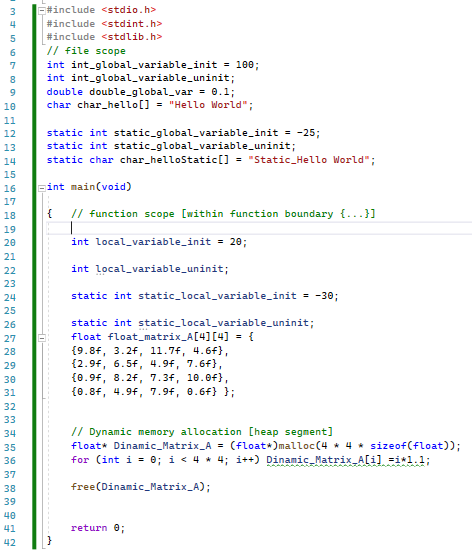 3 #include <stdio.h>
4 #include <stdint.h>
5 #include <stdlib.h>
6 // file scope
7 int int_global_variable_init = 100;
8 int int_global_variable_uninit;
9 double double_global_var = 0.1;
10 char char_hello[] = "Hello World";
11
12 static int static_global_variable_init = -25;
13 static int static_global_variable_uninit;
14 static char char_helloStatic[] = "Static_Hello World";
15
16 int main(void)
17
18 { // function scope [within function boundary {...}]
19
20 int local_variable_init = 20;
21
22 int local_variable_uninit;
23
24 static int static_local_variable_init = -30;
25
26 static int static_local_variable_uninit;
27 float float_matrix_A[4][4] = {
28 {9.8f, 3.2f, 11.7f, 4.6f},
29 {2.9f, 6.5f, 4.9f, 7.6f},
30 {0.9f, 8.2f, 7.3f, 10.0f},
31 {0.8f, 4.9f, 7.9f, 0.6f} };
32
33
34 // Dynamic memory allocation [heap segment]
35 float* Dinamic_Matrix_A = (float*)malloc(4 * 4 * sizeof(float));
36 for (int i = 0; i < 4 * 4; i++) Dinamic_Matrix_A[i] =i*1.1;
37
38 free(Dinamic_Matrix_A);
39
40
41 return 0;
42 }